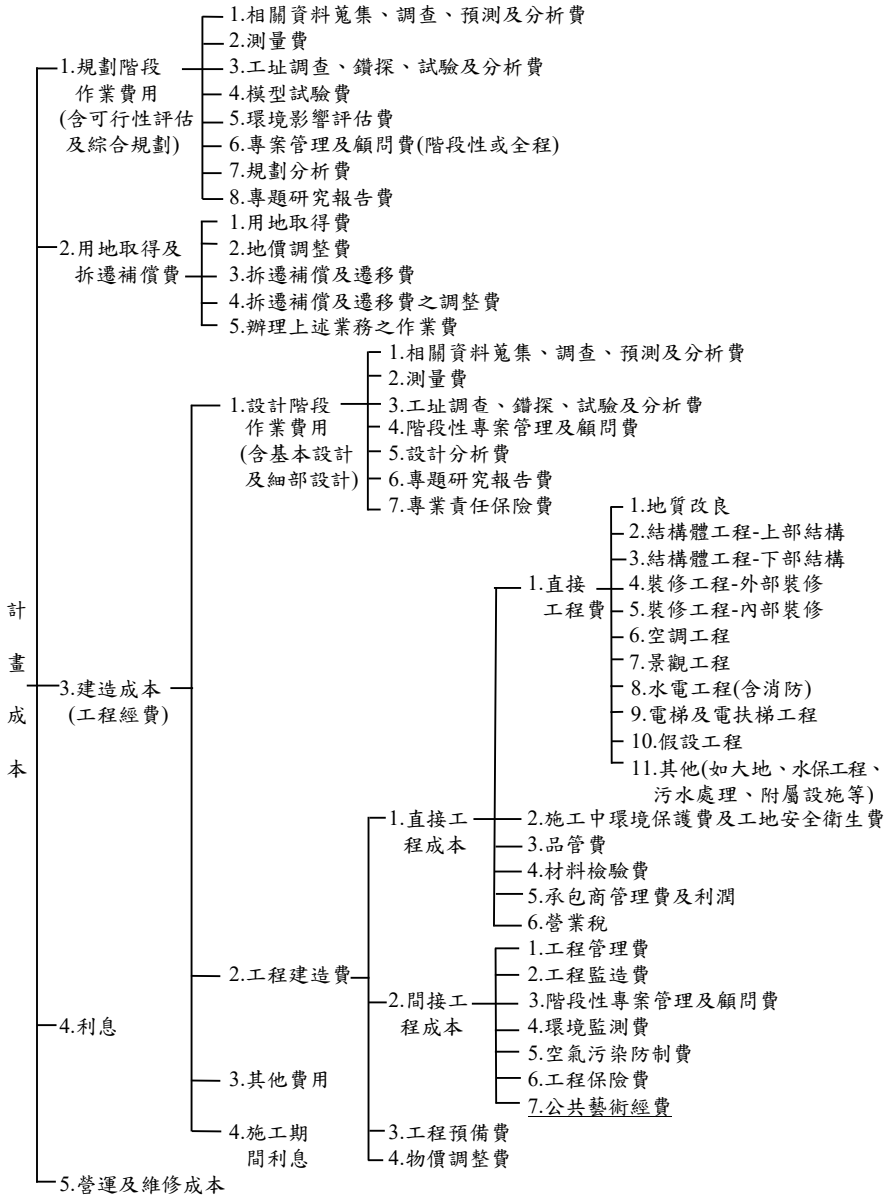 計畫成本
1.規劃階段
作業費用
(含可行性評估
及綜合規劃)
1.相關資料蒐集、調查、預測及分析費
2.測量費
3.工址調查、鑽探、試驗及分析費
4.模型試驗費
5.環境影響評估費
6.專案管理及顧問費(階段性或全程)
7.規劃分析費
8.專題研究報告費
2.用地取得及
拆遷補償費
1.用地取得費
2.地價調整費
3.拆遷補償及遷移費
4.拆遷補償及遷移費之調整費
5.辦理上述業務之作業費
3.建造成本
(工程經費)
1.設計階段
作業費用
(含基本設計
及細部設計)
1.相關資料蒐集、調查、預測及分析費
2.測量費
3.工址調查、鑽探、試驗及分析費
4.階段性專案管理及顧問費
5.設計分析費
6.專題研究報告費
7.專業責任保險費
2.工程建造費
1.直接工
程成本
1.直接
工程費
1.地質改良
2.結構體工程-上部結構
3.結構體工程-下部結構
4.裝修工程-外部裝修
5.裝修工程-內部裝修
6.空調工程
7.景觀工程
8.水電工程(含消防)
9.電梯及電扶梯工程
10.假設工程
11.其他(如大地、水保工程、
污水處理、附屬設施等)
2.施工中環境保護費及工地安全衛生費
3.品管費
4.材料檢驗費
5.承包商管理費及利潤
6.營業稅
2.間接工
程成本
1.工程管理費
2.工程監造費
3.階段性專案管理及顧問費
4.環境監測費
5.空氣污染防制費
6.工程保險費
7.公共藝術經費
3.工程預備費
4.物價調整費
3.其他費用
4.施工期
間利息
4.利息
5.營運及維修成本